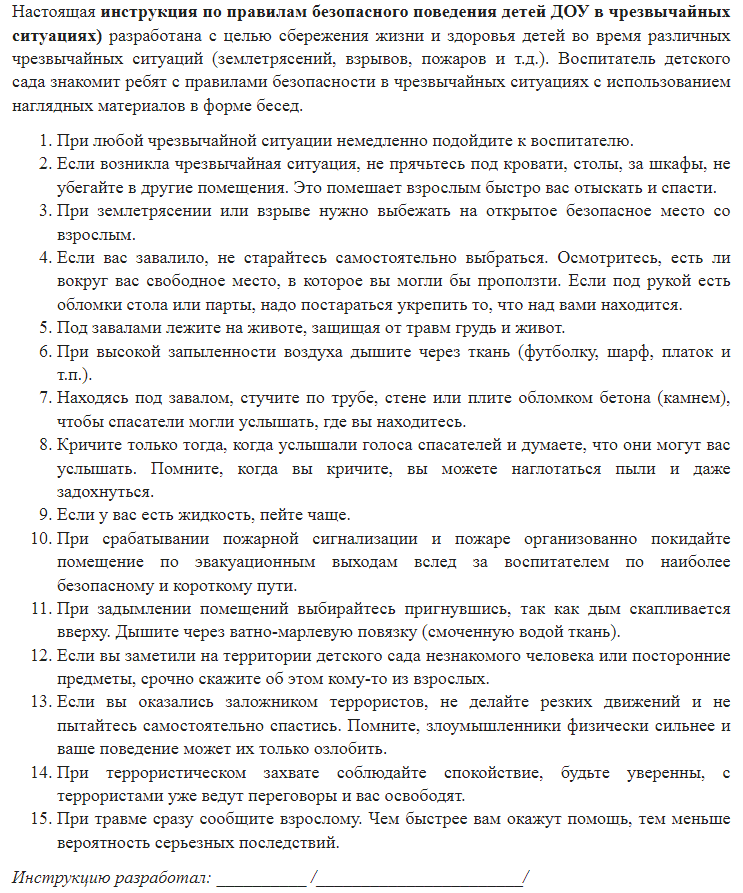 Настоящая инструкция по правилам безопасного поведения детей ДОУ в чрезвычайных
ситуациях) разработана с целью сбережения жизни и здоровья детей во время различных
чрезвычайных ситуаций (землетрясений, взрывов, пожаров и т.д.). Воспитатель детского
сада знакомит ребят с правилами безопасности в чрезвычайных ситуациях с использованием
наглядных материалов в форме бесед.
1. При любой чрезвычайной ситуации немедленно подойдите к воспитателю.
2. Если возникла чрезвычайная ситуация, не прячьтесь под кровати, столы, за шкафы, не
убегайте в другие помещения. Это помешает взрослым быстро вас отыскать и спасти.
3. При землетрясении или взрыве нужно выбежать на открытое безопасное место со
взрослым.
4. Если вас завалило, не старайтесь самостоятельно выбраться. Осмотритесь, есть ли
вокруг вас свободное место, в которое вы могли бы проползти. Если под рукой есть
обломки стола или парты, надо постараться укрепить то, что над вами находится.
5. Под завалами лежите на животе, защищая от травм грудь и живот.
6. При высокой запыленности воздуха дышите через ткань (футболку, шарф, платок и
т.п.).
7. Находясь под завалом, стучите по трубе, стене или плите обломком бетона (камнем),
чтобы спасатели могли услышать, где вы находитесь.
8. Кричите только тогда, когда услышали голоса спасателей и думаете, что они могут вас
услышать. Помните, когда вы кричите, вы можете наглотаться пыли и даже
задохнуться.
9. Если у вас есть жидкость, пейте чаще.
10. При срабатывании пожарной сигнализации и пожаре организованно покидайте
помещение по эвакуационным выходам вслед за воспитателем по наиболее
безопасному и короткому пути.
11. При задымлении помещений выбирайтесь пригнувшись, так как дым скапливается
вверху. Дышите через ватно-марлевую повязку (смоченную водой ткань).
12. Если вы заметили на территории детского сада незнакомого человека или посторонние
предметы, срочно скажите об этом кому-то из взрослых.
13. Если вы оказались заложником террористов, не делайте резких движений и не
пытайтесь самостоятельно спастись. Помните, злоумышленники физически сильнее и
ваше поведение может их только озлобить.
14. При террористическом захвате соблюдайте спокойствие, будьте уверенны, с
террористами уже ведут переговоры и вас освободят.
15. При травме сразу сообщите взрослому. Чем быстрее вам окажут помощь, тем меньше
вероятность серьезных последствий.
Инструкцию разработал: __________ /_______________________/